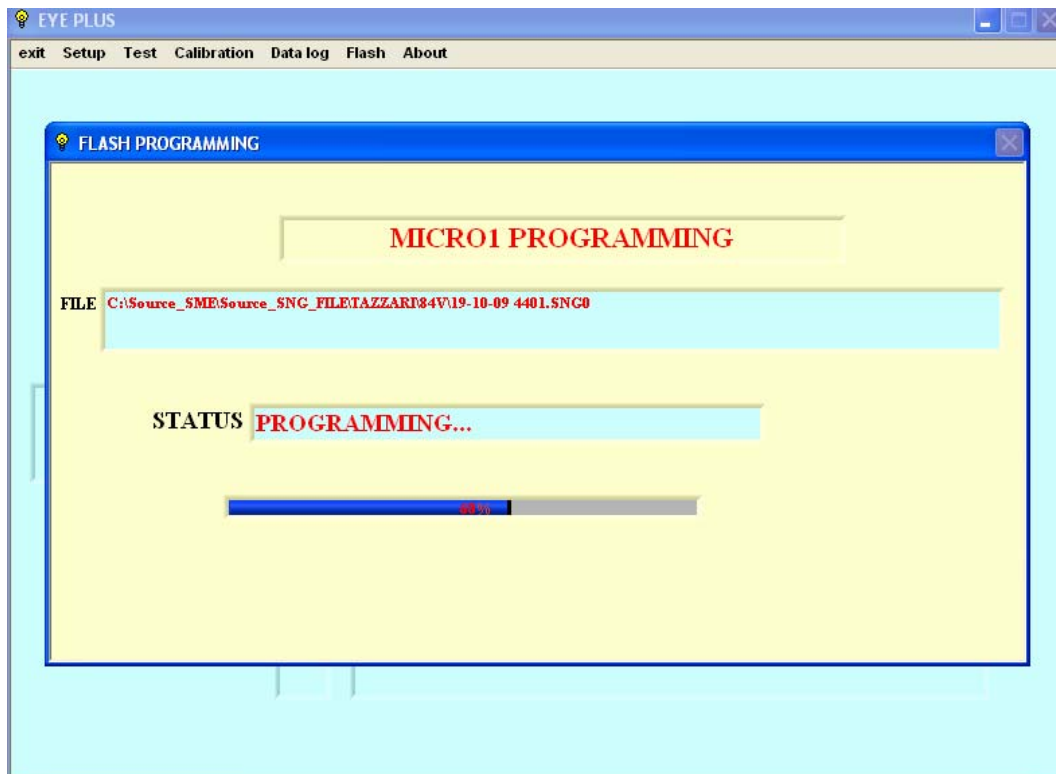 EYE PLUS
exit Setup Test Calibration Data log Flash About
FLASH PROGRAMMING
MICRO1 PROGRAMMING
FILE C:\Source_SME\Source_SNG_FILE\TAZZARI\84V\19-10-09 4401.SNG0
STATUS PROGRAMMING...